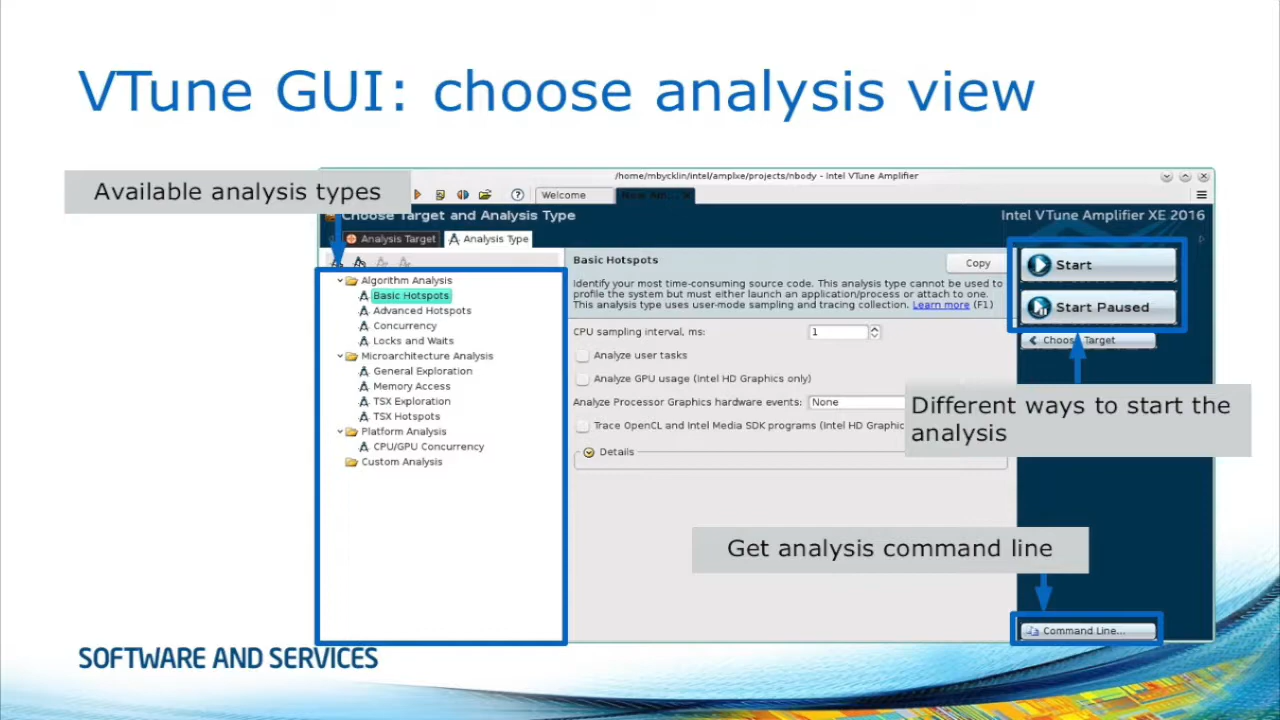 VTune GUI: choose analysis view
Available analysis types
/home/mbycklin/intel/amplxe/projects/nbody - Intel VTune Amplifier
Welcome
Choose Target and Analysis Type
Intel VTune Amplifier XE 2016
Analysis Target
Analysis Type
Algorithm Analysis
Basic Hotspots
Advanced Hotspots
Concurrency
Locks and Waits
Microarchitecture Analysis
General Exploration
Memory Access
TSX Exploration
TSX Hotspots
Platform Analysis
CPU/GPU Concurrency
Custom Analysis
Basic Hotspots
Copy
Identify your most time-consuming source code. This analysis type cannot be used to
profile the system but must either launch an application/process or attach to one.
This analysis type uses user-mode sampling and tracing collection. Learn more (F1)
CPU sampling interval, ms:
1
Analyze user tasks
Analyze GPU usage (Intel HD Graphics only)
Analyze Processor Graphics hardware events:
None
Trace OpenCL and Intel Media SDK programs (Intel HD Graphic
Details
Start
Start Paused
Choose Target
Different ways to start the
analysis
Get analysis command line
Command Line...
SOFTWARE AND SERVICES